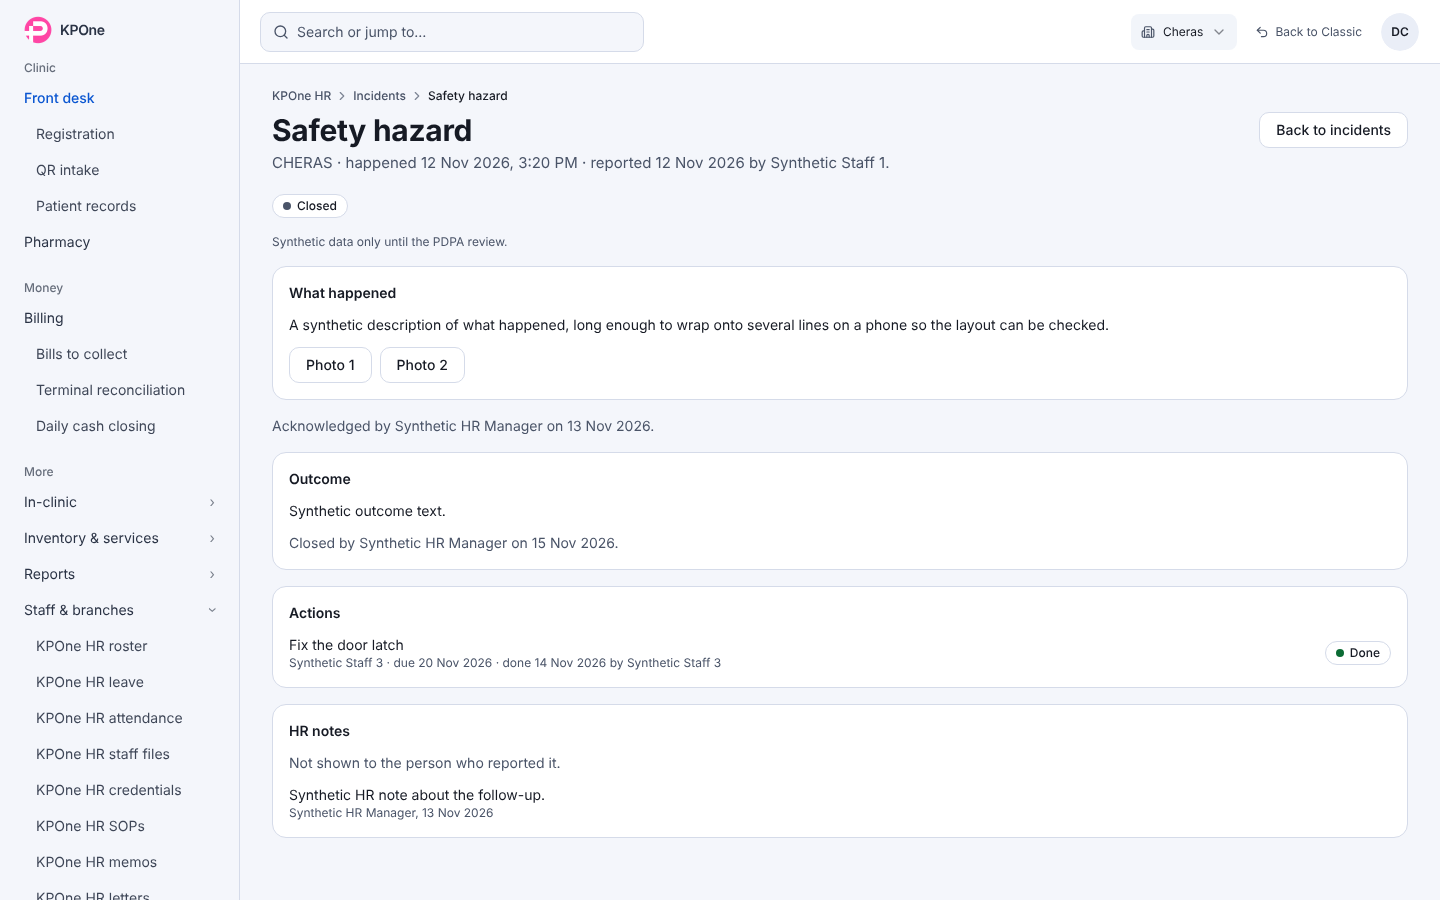 KPOne
Clinic
Front desk
Registration
QR intake
Patient records
Pharmacy
Money
Billing
Bills to collect
Terminal reconciliation
Daily cash closing
More
In-clinic
Inventory & services
Reports
Staff & branches
KPOne HR roster
KPOne HR leave
KPOne HR attendance
KPOne HR staff files
KPOne HR credentials
KPOne HR SOPs
KPOne HR memos
KPOne HR letters
Search or jump to...
Cheras
Back to Classic
DC
KPOne HR > Incidents > Safety hazard
Safety hazard
Back to incidents
CHERAS · happened 12 Nov 2026, 3:20 PM · reported 12 Nov 2026 by Synthetic Staff 1.
Closed
Synthetic data only until the PDPA review.
What happened
A synthetic description of what happened, long enough to wrap onto several lines on a phone so the layout can be checked.
Photo 1
Photo 2
Acknowledged by Synthetic HR Manager on 13 Nov 2026.
Outcome
Synthetic outcome text.
Closed by Synthetic HR Manager on 15 Nov 2026.
Actions
Fix the door latch
Synthetic Staff 3 · due 20 Nov 2026 · done 14 Nov 2026 by Synthetic Staff 3
Done
HR notes
Not shown to the person who reported it.
Synthetic HR note about the follow-up.
Synthetic HR Manager, 13 Nov 2026